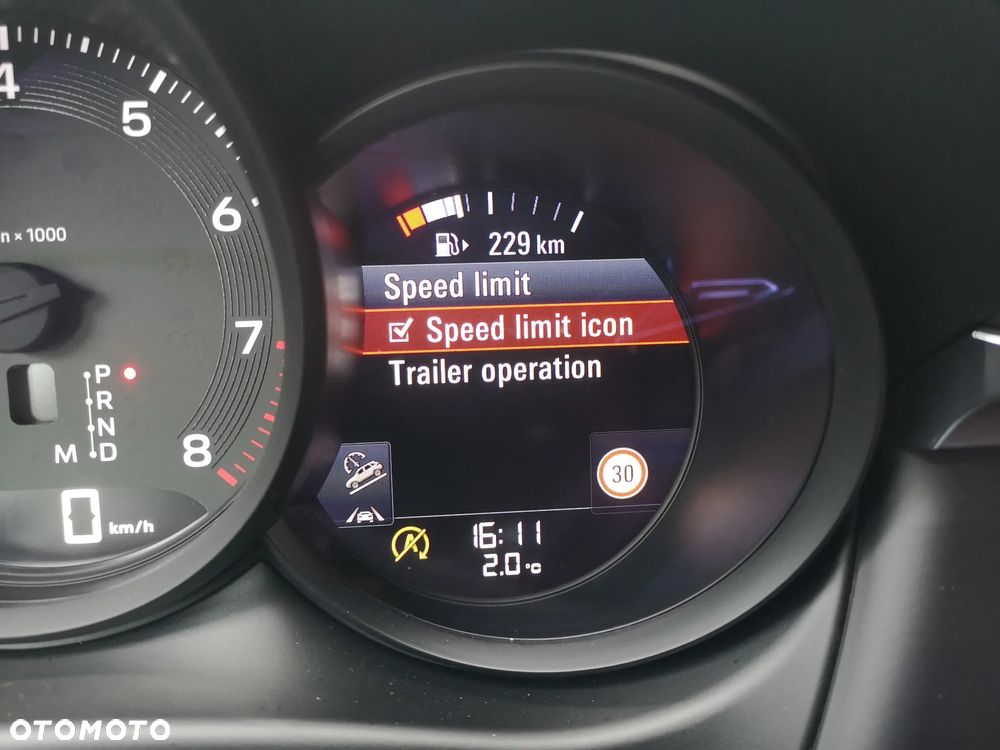 4
5
6
n × 1000
7
P
R
N
M D
8
0 km/h
229 km
Speed limit
Speed limit icon
Trailer operation
30
A
16:11
2.0 °C
OTOMOTO